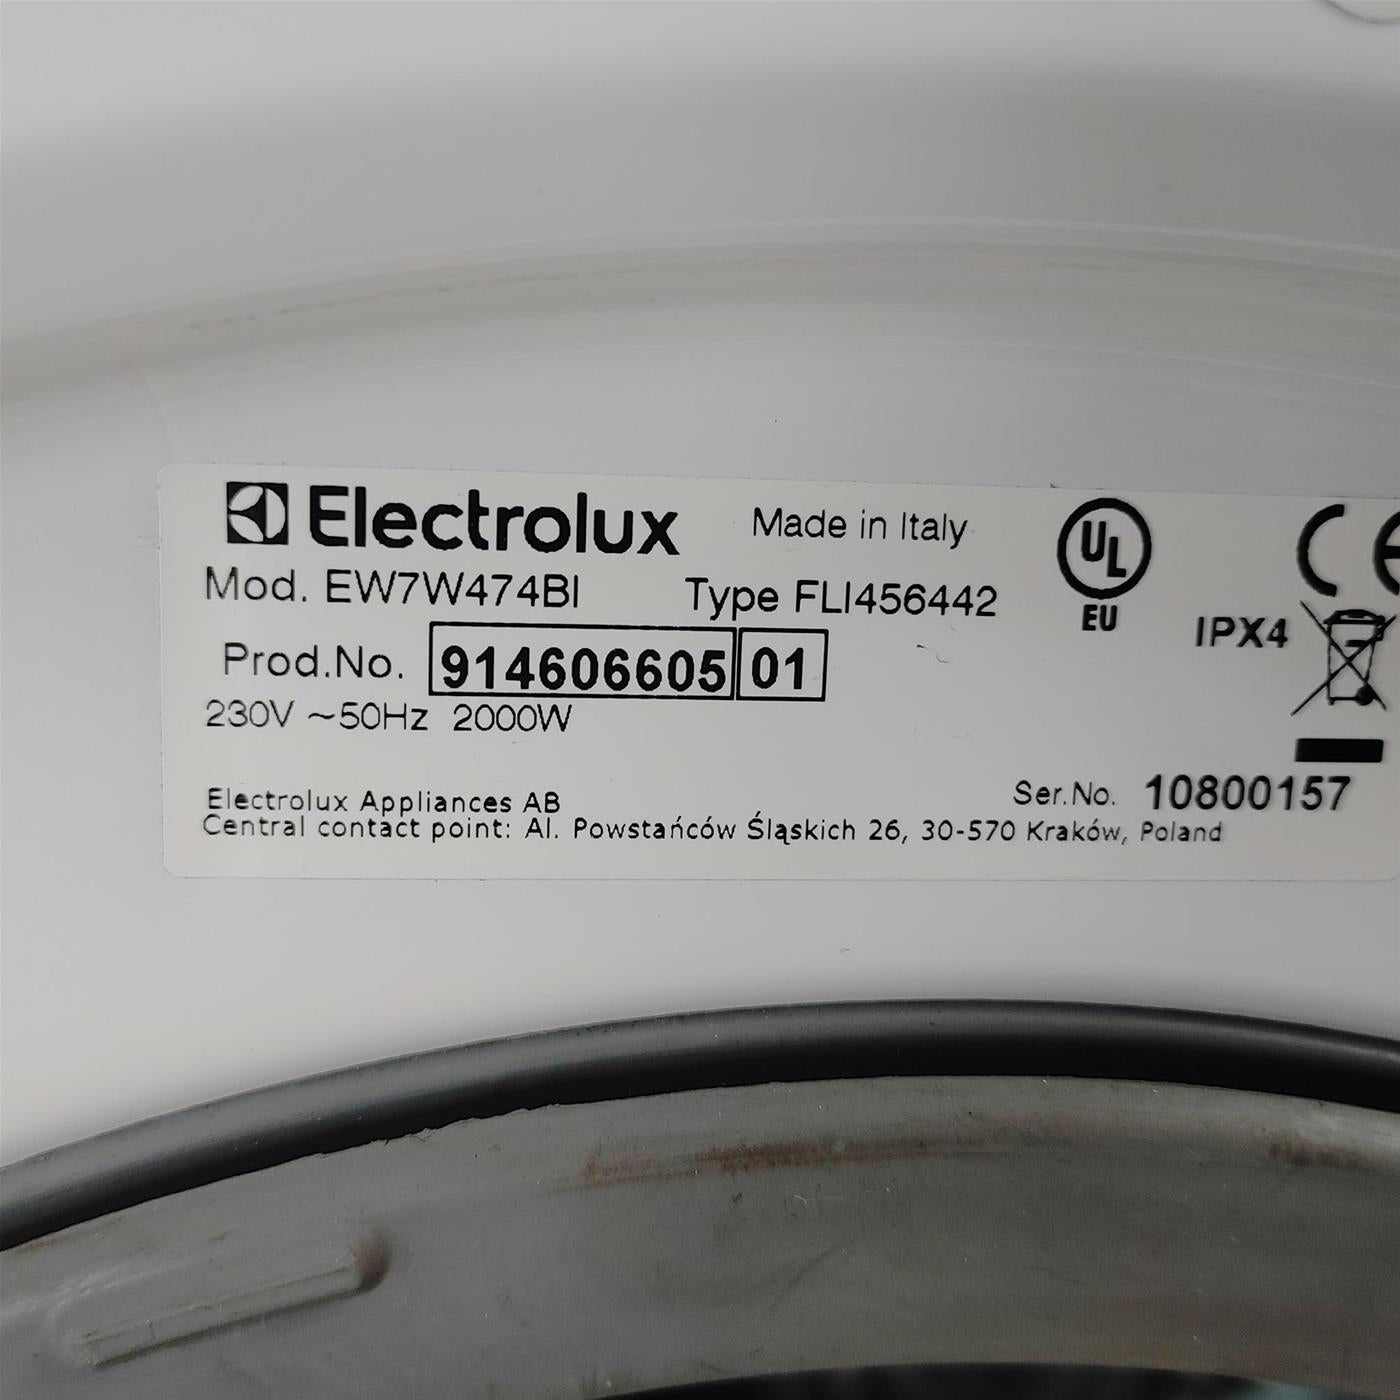 Electrolux Made in Italy UL CE
Mod. EW7W474BI Type FLI456442 EU IPX4
Prod.No. 914606605 01
230V ~50Hz 2000W
Ser.No. 10800157
Electrolux Appliances AB
Central contact point: Al. Powstańców Śląskich 26, 30-570 Kraków, Poland